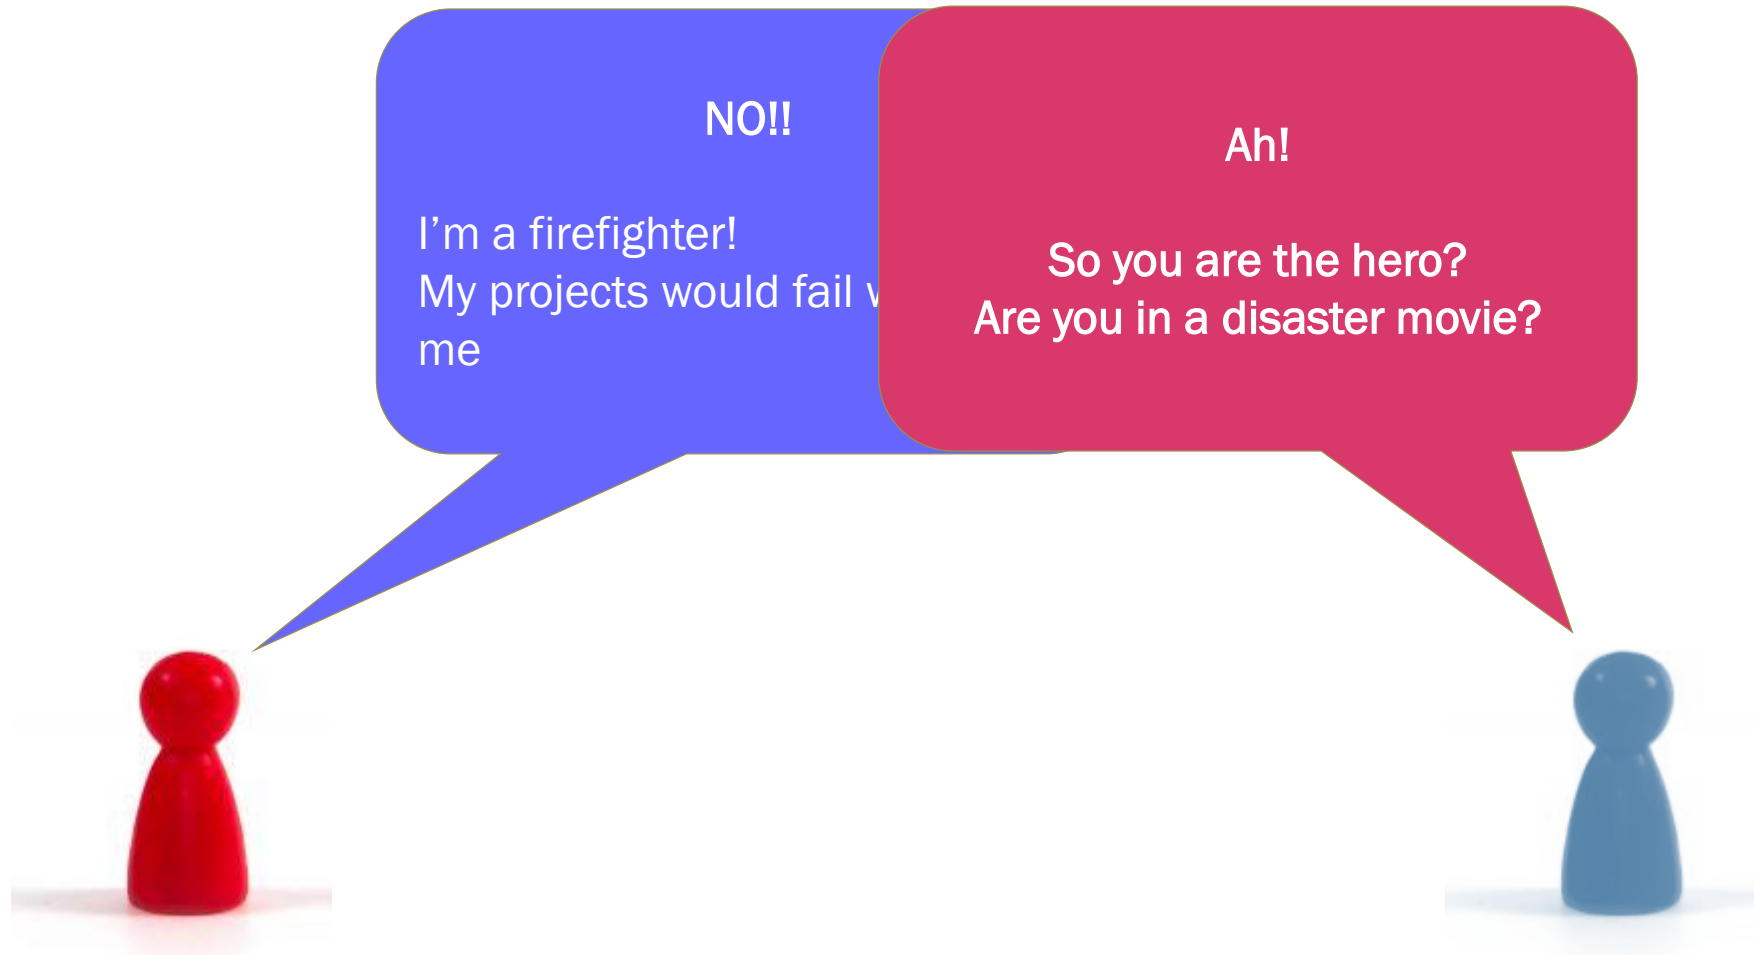 NO!!
I’m a firefighter!
My projects would fail
me
Ah!
So you are the hero?
Are you in a disaster movie?